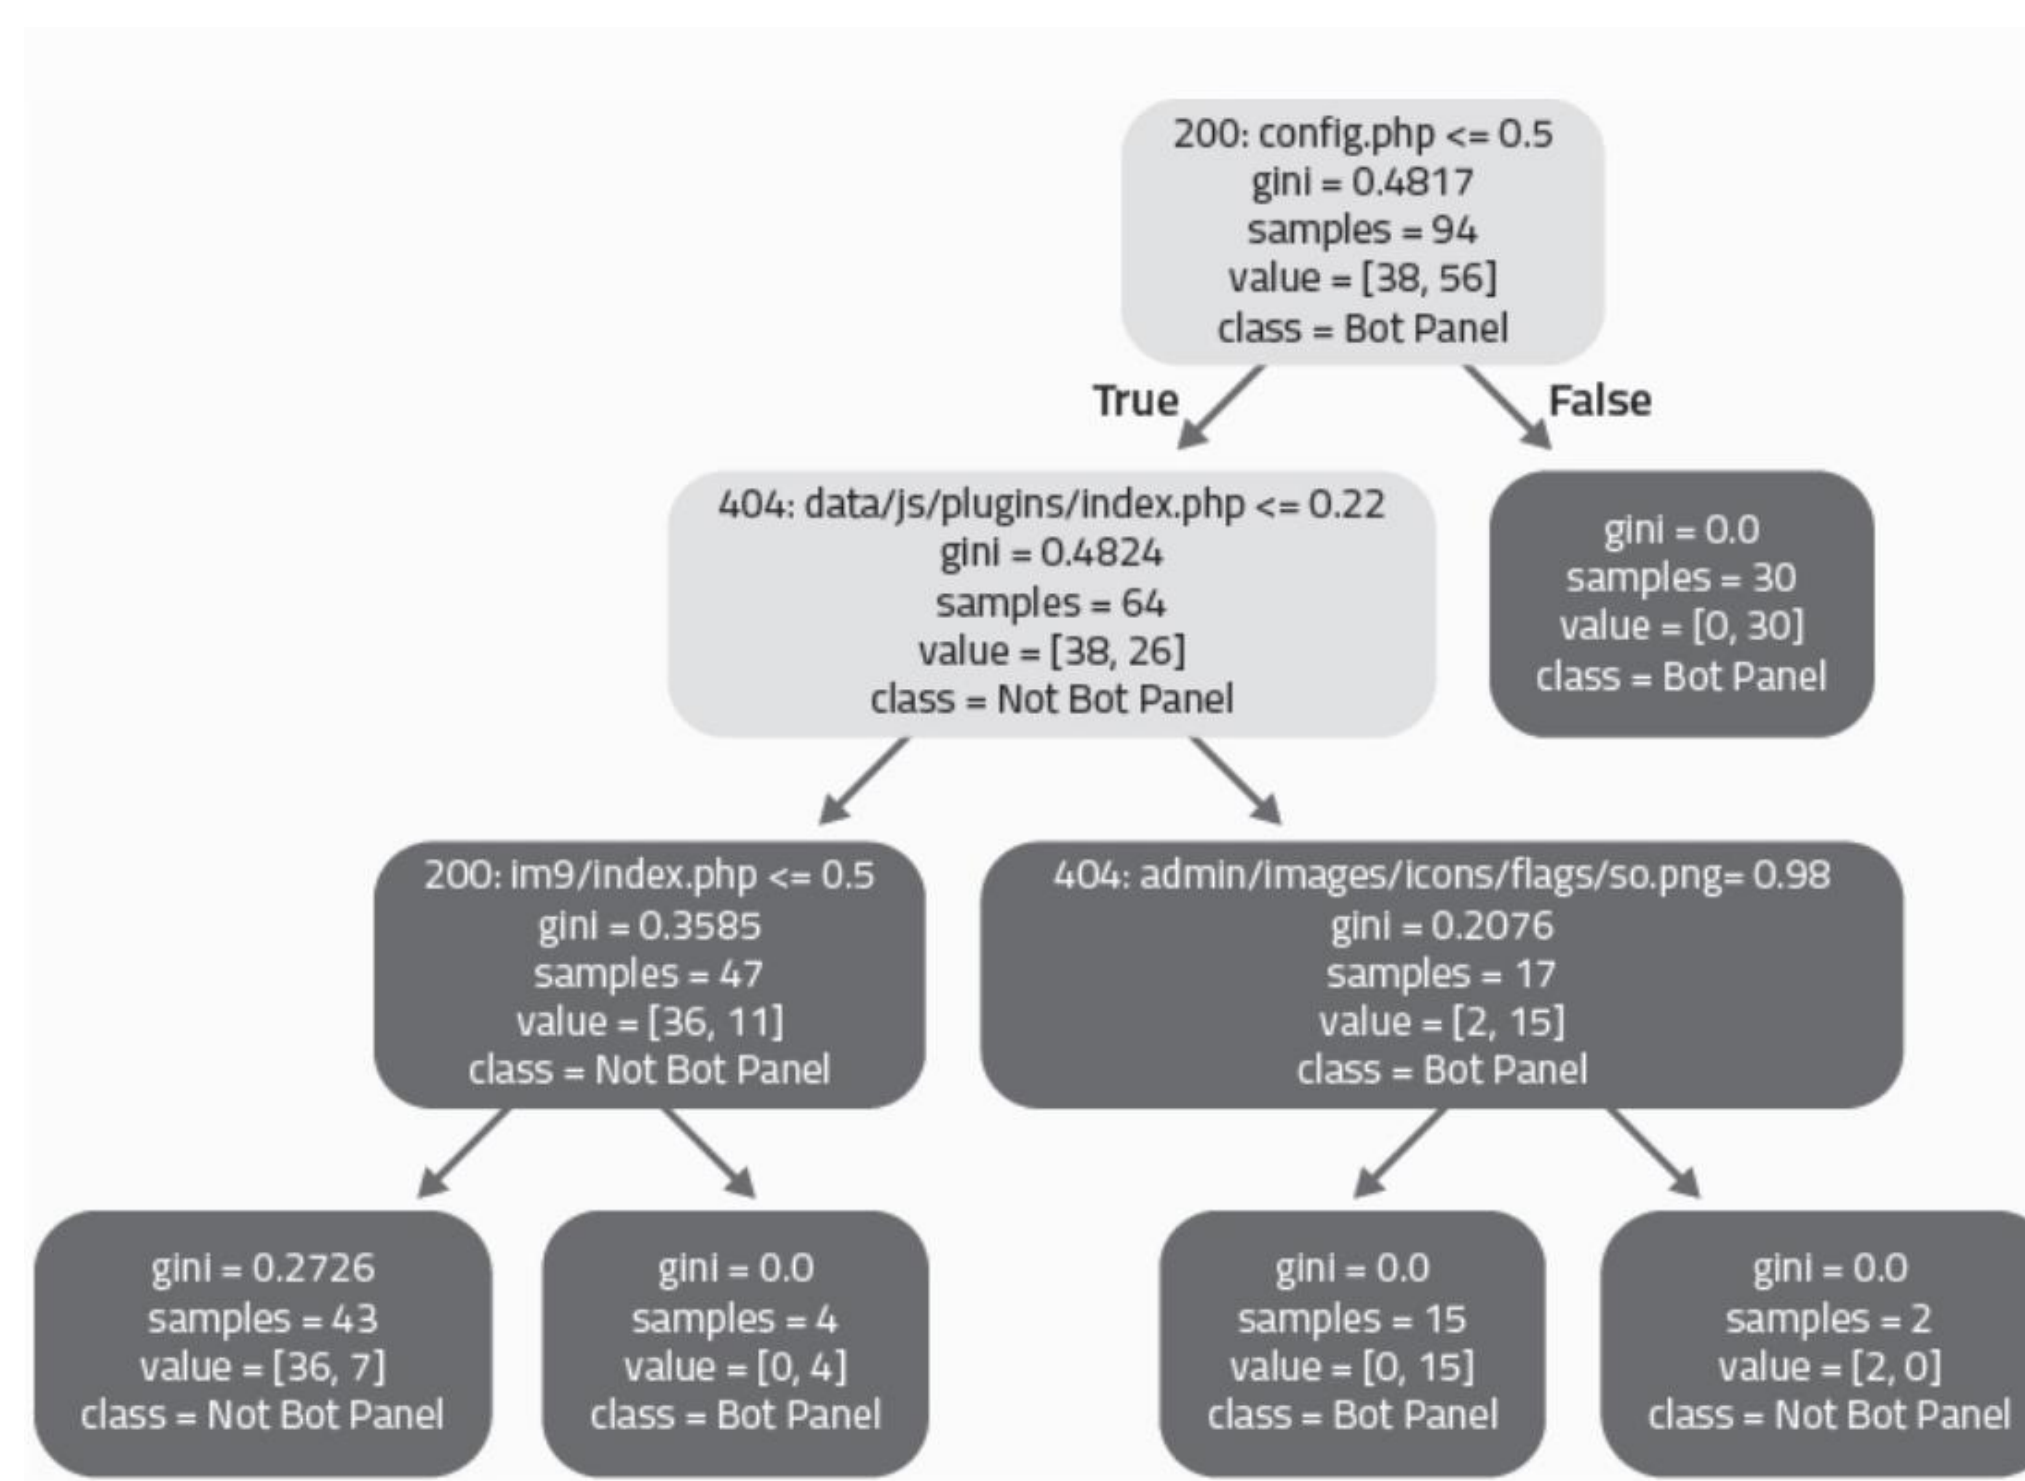 200: config.php <= 0.5
gini = 0.4817
samples = 94
value = [38, 56]
class = Bot Panel
True
False
404: data/js/plugins/index.php <= 0.22
gini = 0.4824
samples = 64
value = [38, 26]
class = Not Bot Panel
gini = 0.0
samples = 30
value = [0, 30]
class = Bot Panel
200: im9/index.php <= 0.5
gini = 0.3585
samples = 47
value = [36, 11]
class = Not Bot Panel
404: admin/images/icons/flags/so.png= 0.98
gini = 0.2076
samples = 17
value = [2, 15]
class = Bot Panel
gini = 0.2726
samples = 43
value = [36, 7]
class = Not Bot Panel
gini = 0.0
samples = 4
value = [0, 4]
class = Bot Panel
gini = 0.0
samples = 15
value = [0, 15]
class = Bot Panel
gini = 0.0
samples = 2
value = [2, 0]
class = Not Bot Panel